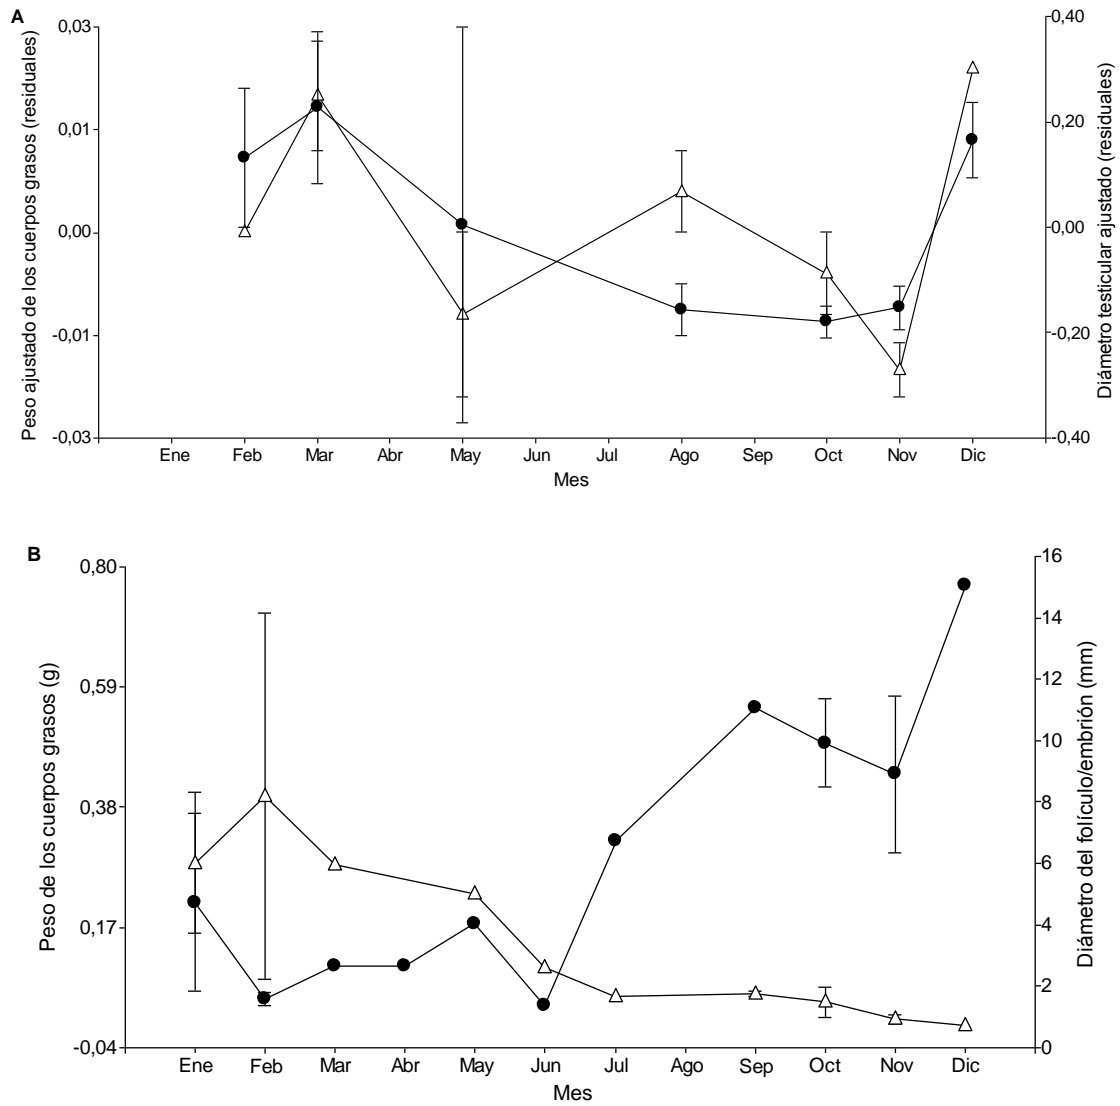 A
Peso ajustado de los cuerpos grasos (residuales)
0,03
0,01
0,00
-0,01
-0,03
-0,40
-0,20
-0,00
-0,20
-0,40
Diámetro testicular ajustado (residuales)
Ene Feb Mar Abr May Jun Jul Ago Sep Oct Nov Dic
Mes
B
Peso de los cuerpos grasos (g)
0,80
0,59
0,38
0,17
-0,04
16
14
12
10
8
6
4
2
0
Diámetro del folículo/embrión (mm)
Ene Feb Mar Abr May Jun Jul Ago Sep Oct Nov Dic
Mes